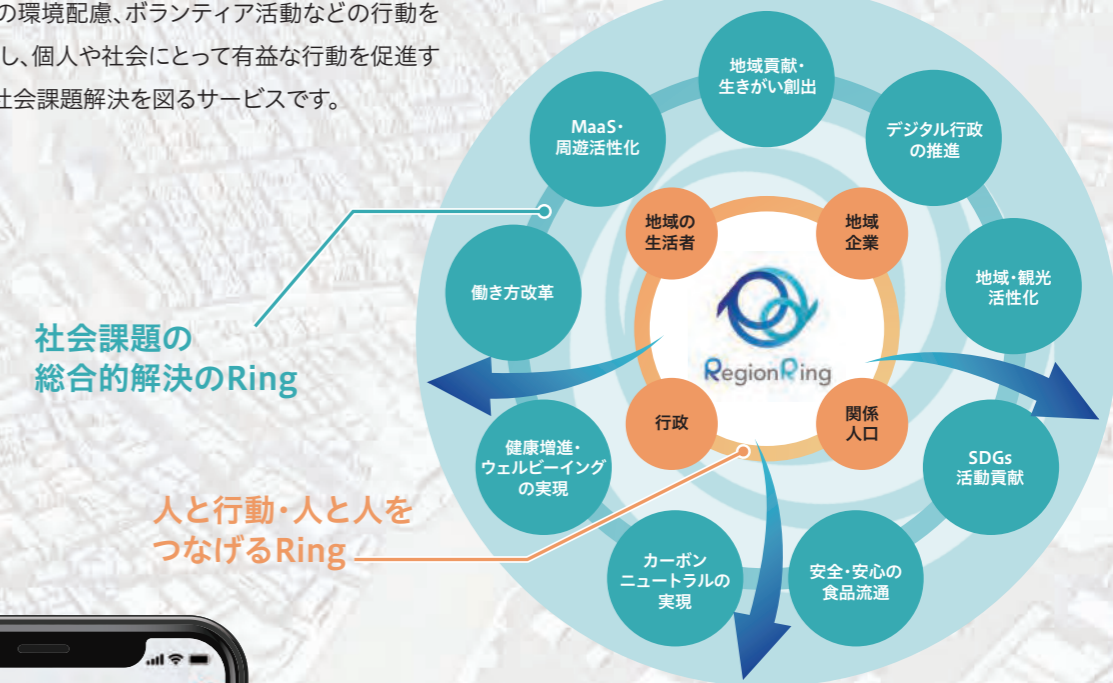 の環境配慮、ボランティア活動などの行動を
し、個人や社会にとって有益な行動を促進す
社会課題解決を図るサービスです。
地域貢献・
生きがい創出
MaaS・
周遊活性化
デジタル行政
の推進
地域の
生活者
地域
企業
働き方改革
地域・観光
活性化
RegionRing
社会課題の
総合的解決のRing
行政
関係
人口
健康増進・
ウェルビーイング
の実現
SDGs
活動貢献
人と行動・人と人を
つなげるRing
カーボン
ニュートラルの
実現
安全・安心の
食品流通